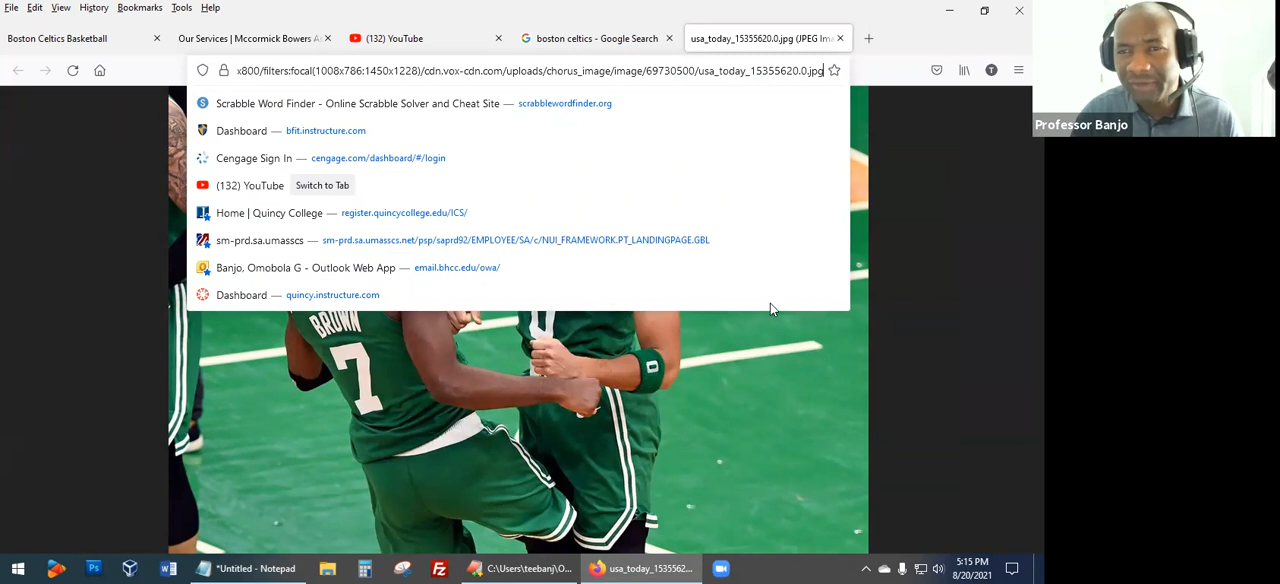 File Edit View History Bookmarks Tools Help
Boston Celtics Basketball
Our Services | Mccormick Bowers A
(132) YouTube
boston celtics - Google Search
usa_today_15355620.0.jpg (JPEG Ima
x800/filters:focal(1008x786:1450x1228)/cdn.vox-cdn.com/uploads/chorus_image/image/69730500/usa_today_15355620.0.jpg
T
Scrabble Word Finder - Online Scrabble Solver and Cheat Site — scrabblewordfinder.org
Dashboard — bfit.instructure.com
Cengage Sign In — cengage.com/dashboard/#/login
(132) YouTube Switch to Tab
Home | Quincy College — register.quincycollege.edu/ICS/
sm-prd.sa.umasscs — sm-prd.sa.umasscs.net/psp/saprd92/EMPLOYEE/SA/c/NUI_FRAMEWORK.PT_LANDINGPAGE.GBL
Banjo, Omobola G - Outlook Web App — email.bhcc.edu/owa/
Dashboard — quincy.instructure.com
Professor Banjo
BROWN
7
*Untitled - Notepad
C:\Users\teebanj\O...
usa_today_1535562...
5:15 PM
8/20/2021